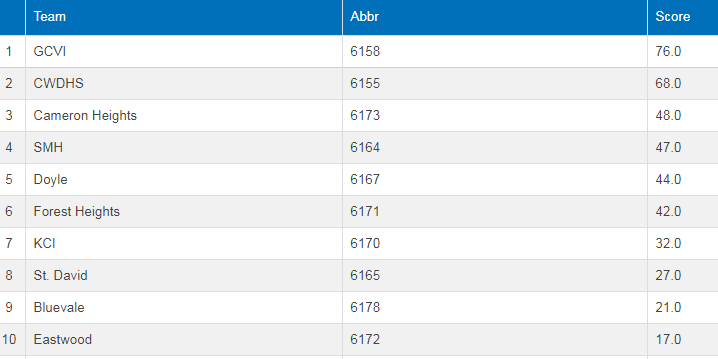 Team Abbr Score
1 GCVI 6158 76.0
2 CWDHS 6155 68.0
3 Cameron Heights 6173 48.0
4 SMH 6164 47.0
5 Doyle 6167 44.0
6 Forest Heights 6171 42.0
7 KCI 6170 32.0
8 St. David 6165 27.0
9 Bluevale 6178 21.0
10 Eastwood 6172 17.0